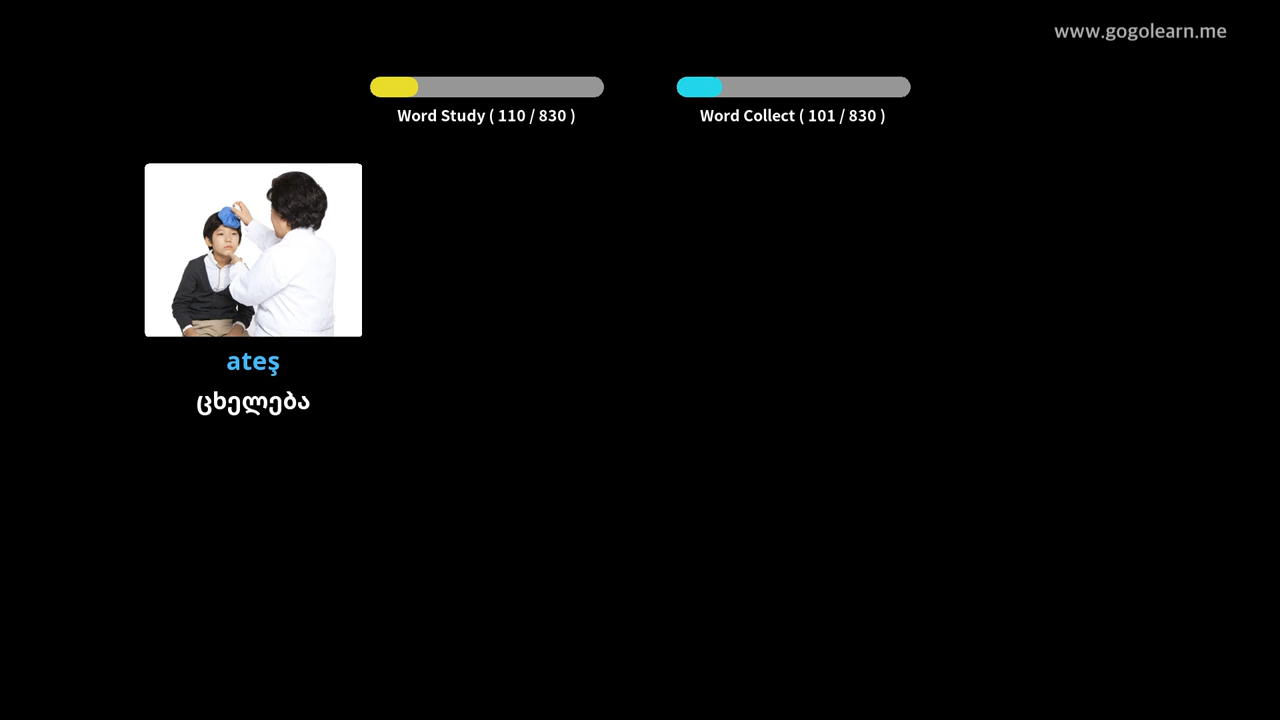 www.gogolearn.me
Word Study ( 110 / 830 )
Word Collect ( 101 / 830 )
ateş
ცხელება